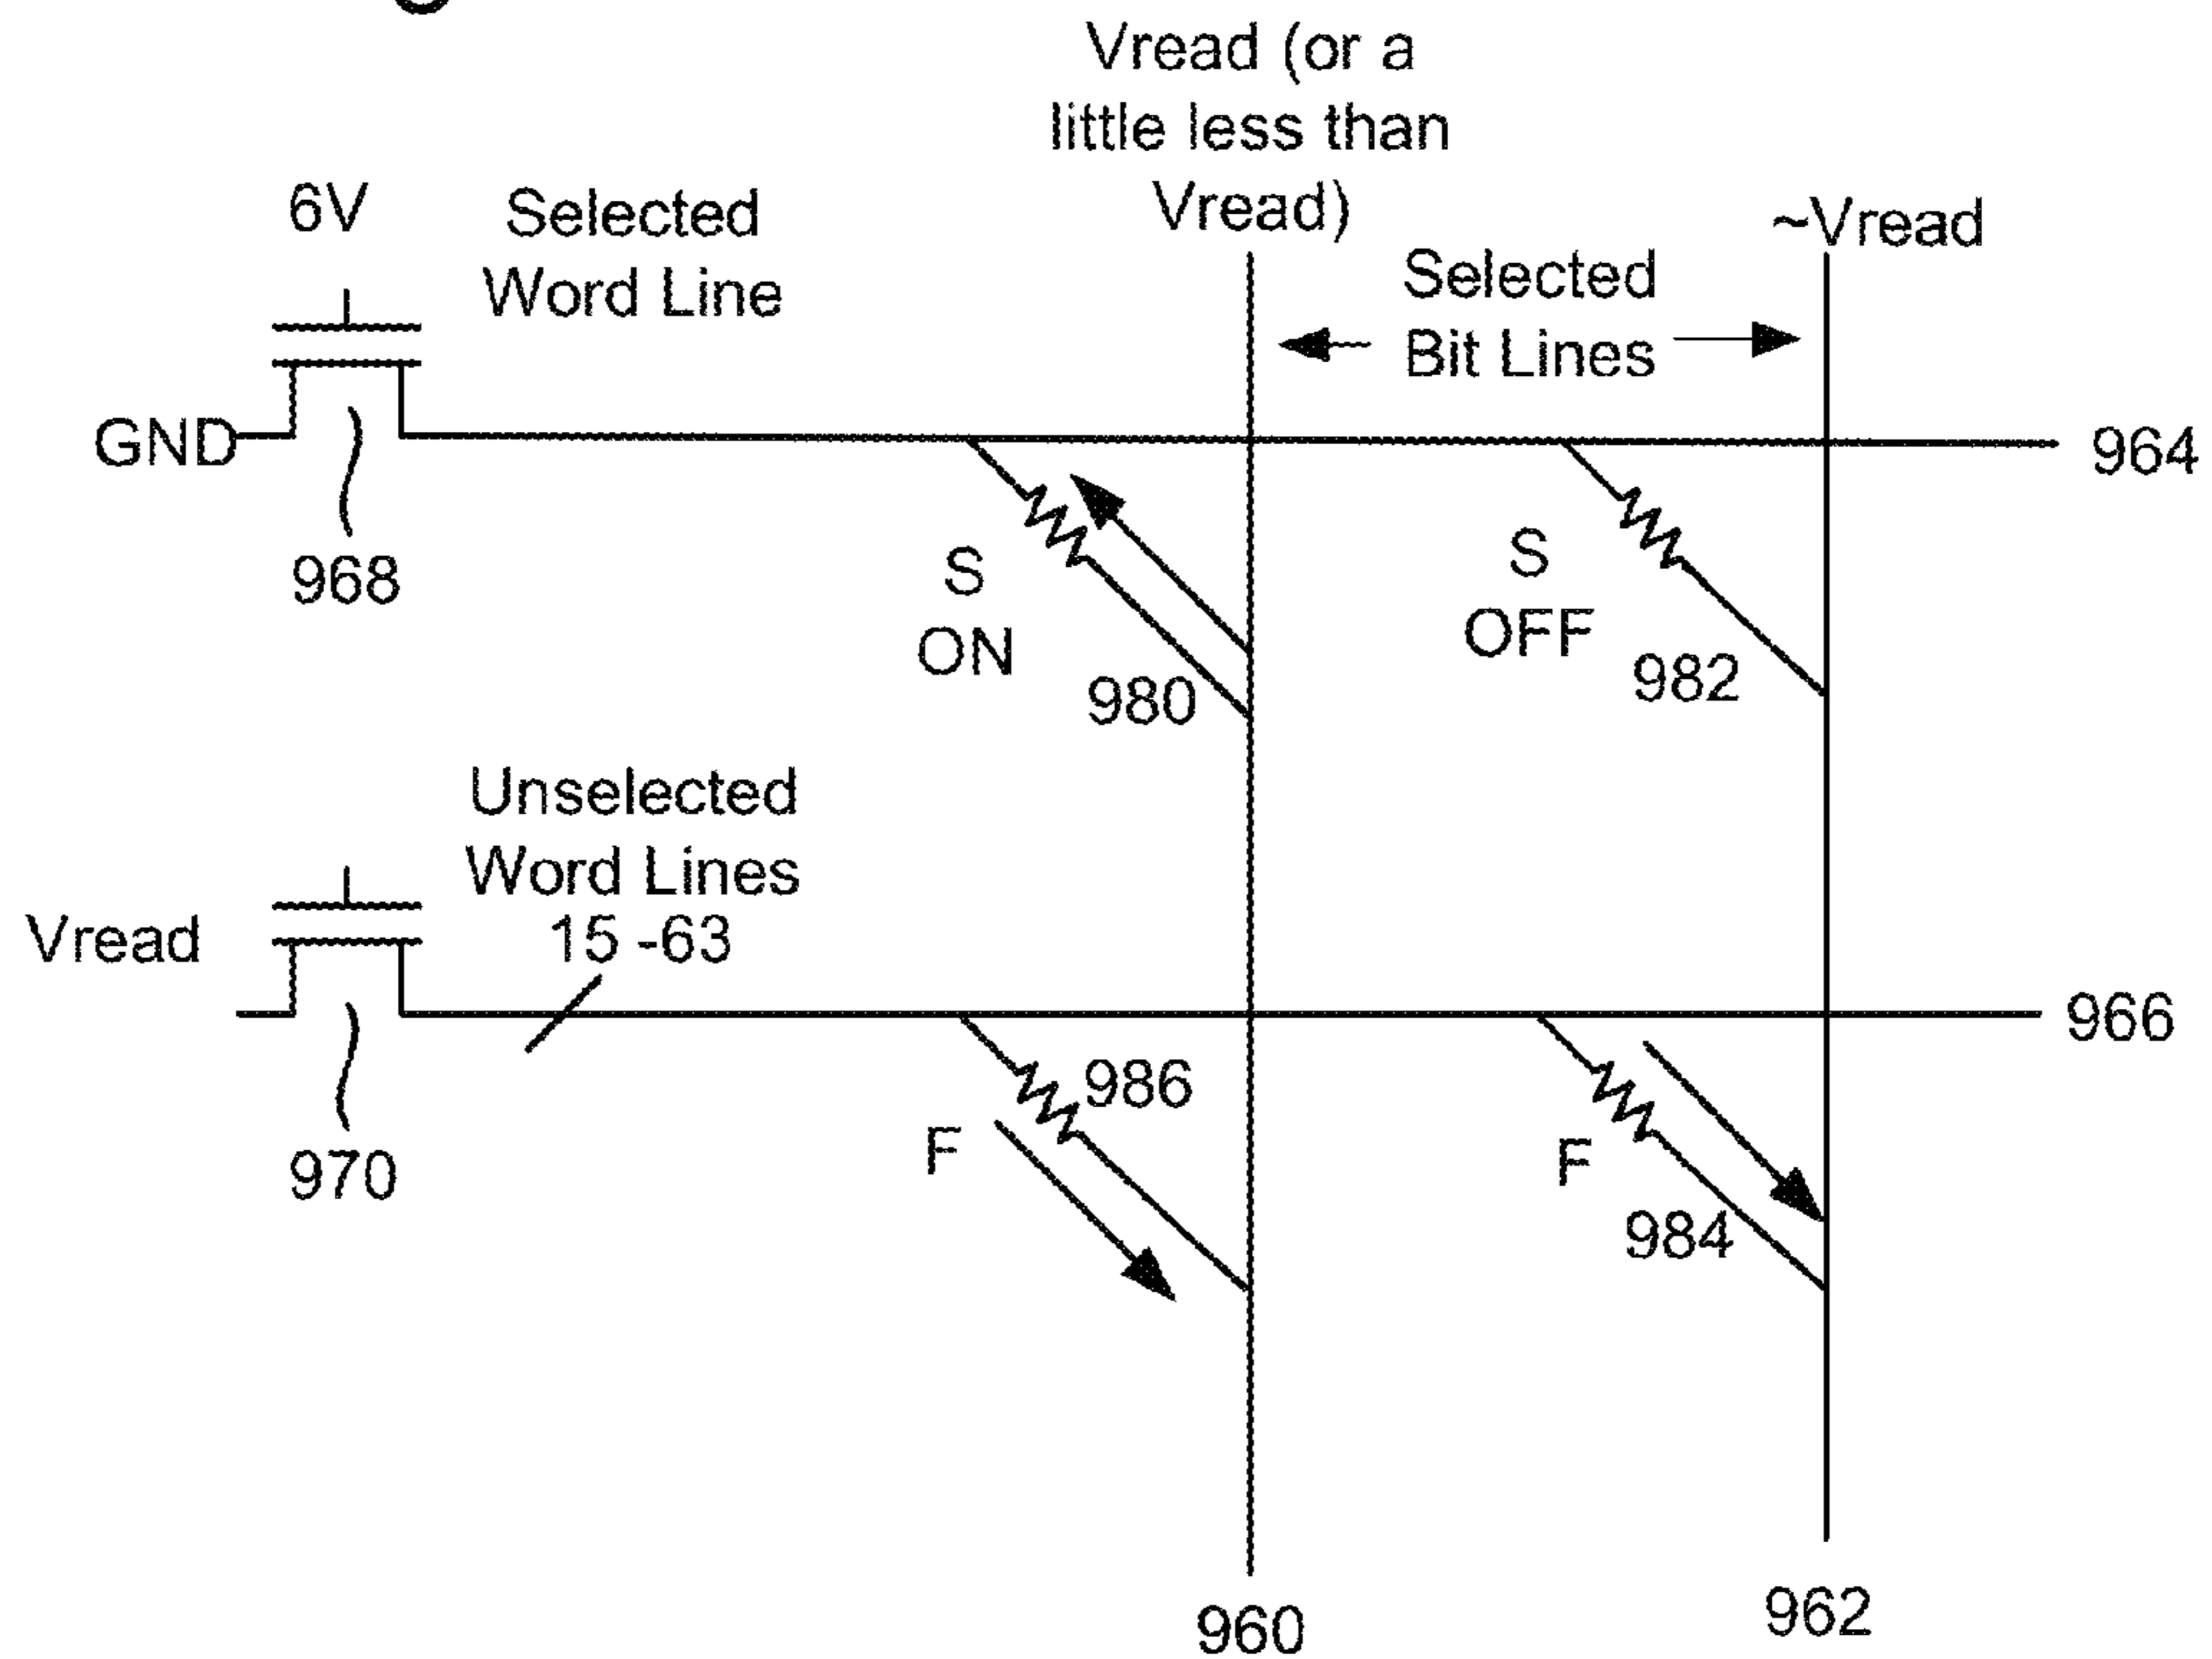 Vread (or a
little less than
Vread)
6V
Selected
Word Line
~Vread
Selected
Bit Lines
GND
964
968
S
ON
980
S
OFF
982
Unselected
Word Lines
15 -63
Vread
966
970
986
F
F
984
960
962